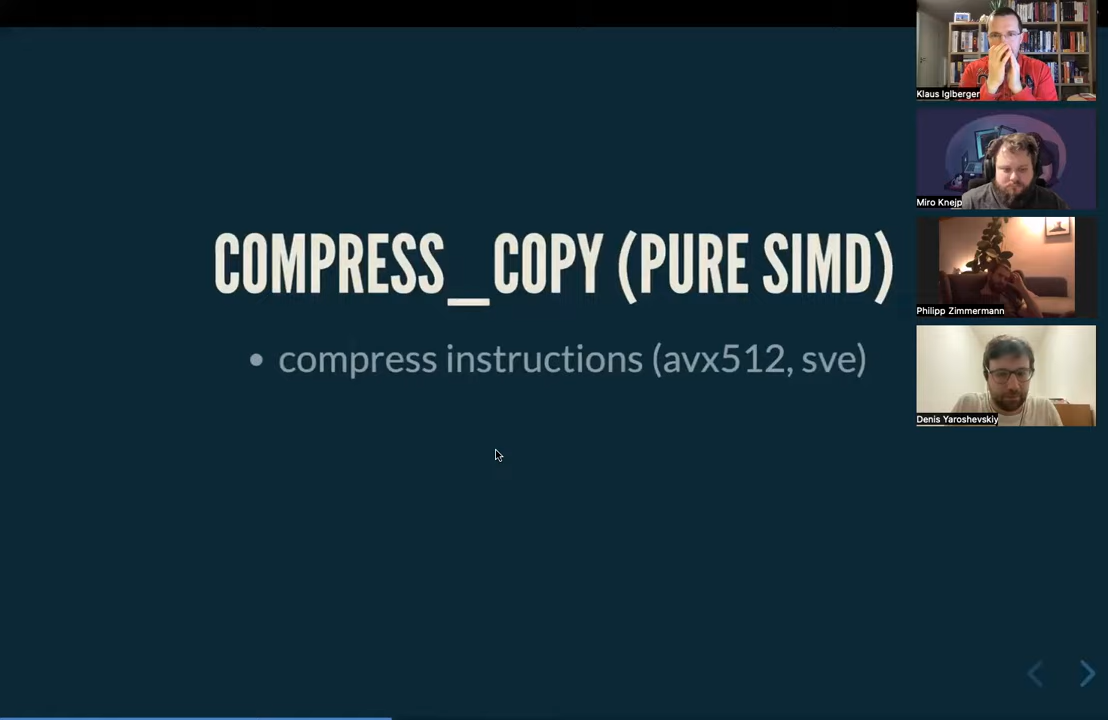 COMPRESS_COPY (PURE SIMD)
• compress instructions (avx512, sve)
Klaus Iglberger
Miro Knejp
Philipp Zimmermann
Denis Yaroshevskiy